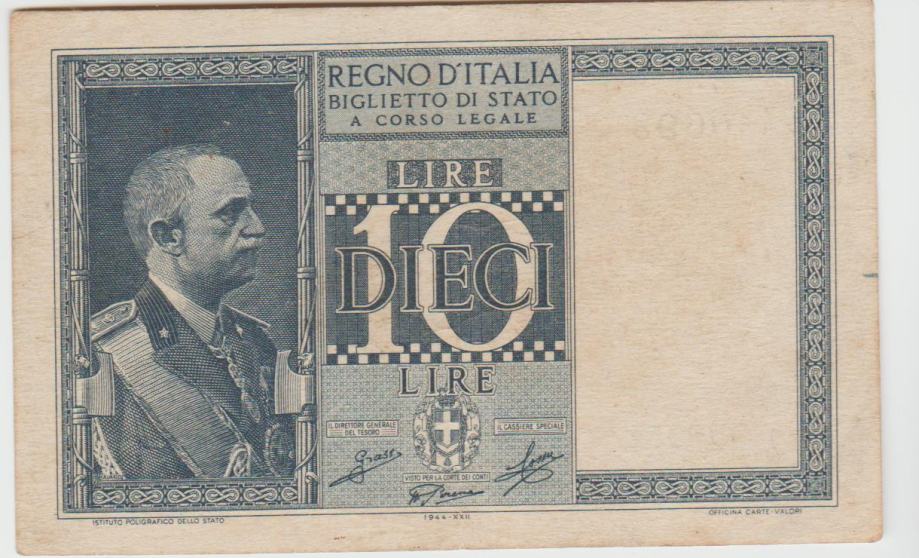 REGNO D'ITALIA
BIGLIETTO DI STATO
A CORSO LEGALE
LIRE
10
DIECI
LIRE
IL DIRETTORE GENERALE
DEL TESORO
IL CASSIERE SPECIALE
VISTO PER LA CORTE DEI CONTI
1944-XXII
ISTITUTO POLIGRAFICO DELLO STATO
OFFICINA CARTE-VALORI